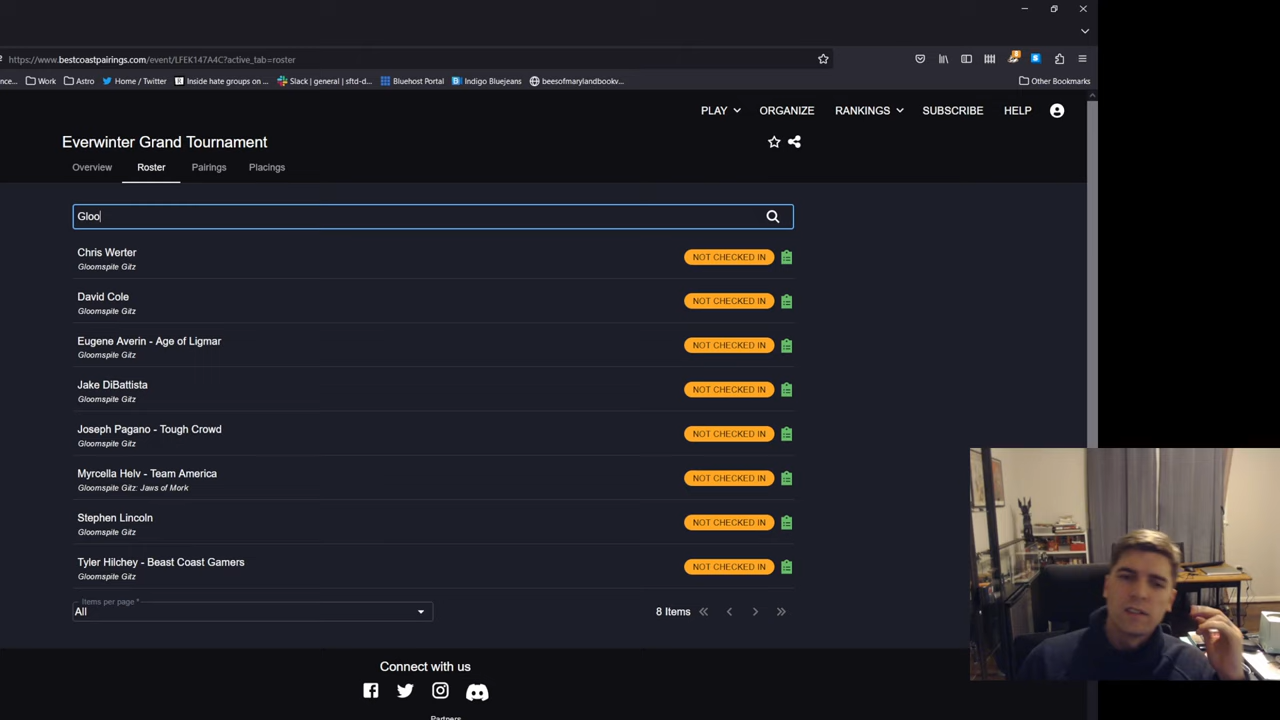 www.bestcoastpairings.com/event/LFEK147A4C?active_tab=roster
nce... Work Astro Home / Twitter Inside hate groups on ... Slack | general | sftd-d... Bluehost Portal Indigo Bluejeans beesofmarylandbookv... Other Bookmarks
PLAY ORGANIZE RANKINGS SUBSCRIBE HELP
Everwinter Grand Tournament
Overview Roster Pairings Placings
Gloo
Chris Werter
Gloomspite Gitz
NOT CHECKED IN
David Cole
Gloomspite Gitz
NOT CHECKED IN
Eugene Averin - Age of Ligmar
Gloomspite Gitz
NOT CHECKED IN
Jake DiBattista
Gloomspite Gitz
NOT CHECKED IN
Joseph Pagano - Tough Crowd
Gloomspite Gitz
NOT CHECKED IN
Myrcella Helv - Team America
Gloomspite Gitz: Jaws of Mork
NOT CHECKED IN
Stephen Lincoln
Gloomspite Gitz
NOT CHECKED IN
Tyler Hilchey - Beast Coast Gamers
Gloomspite Gitz
NOT CHECKED IN
Items per page *
All
8 Items
Connect with us
Partners